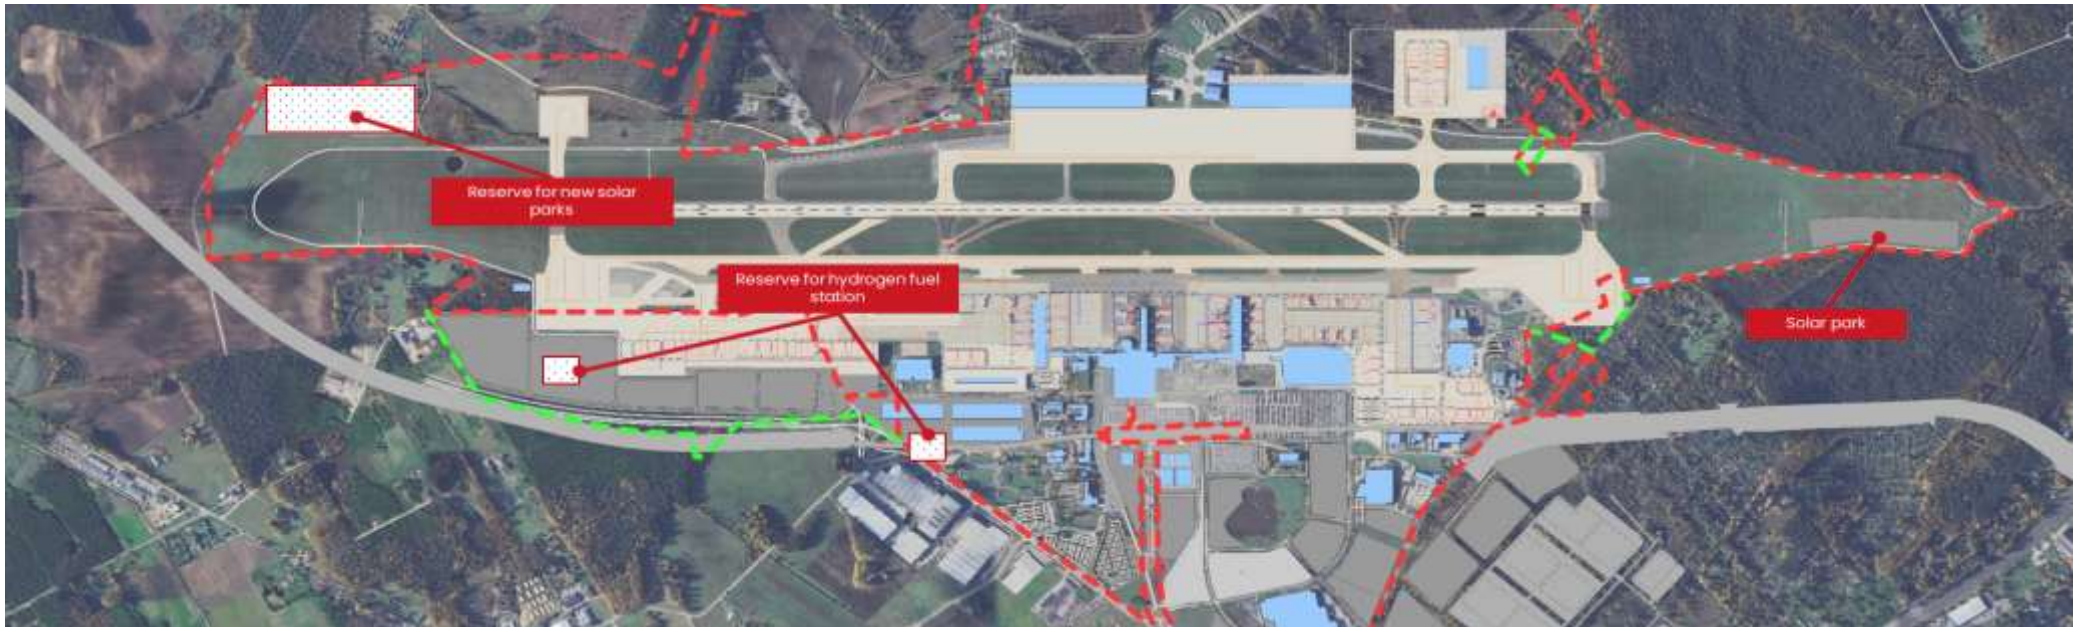 Reserve for new solar
parks
Reserve for hydrogen fuel
station
Solar park